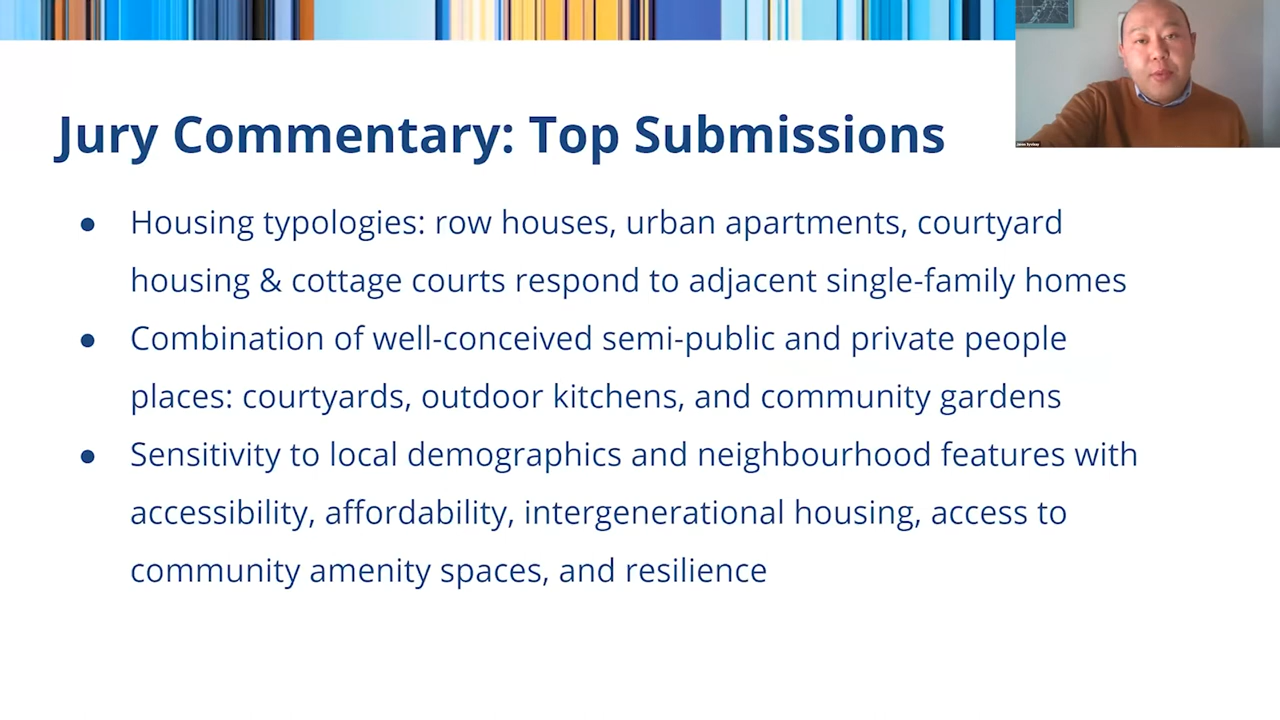 Jury Commentary: Top Submissions
● Housing typologies: row houses, urban apartments, courtyard
housing & cottage courts respond to adjacent single-family homes
● Combination of well-conceived semi-public and private people
places: courtyards, outdoor kitchens, and community gardens
● Sensitivity to local demographics and neighbourhood features with
accessibility, affordability, intergenerational housing, access to
community amenity spaces, and resilience